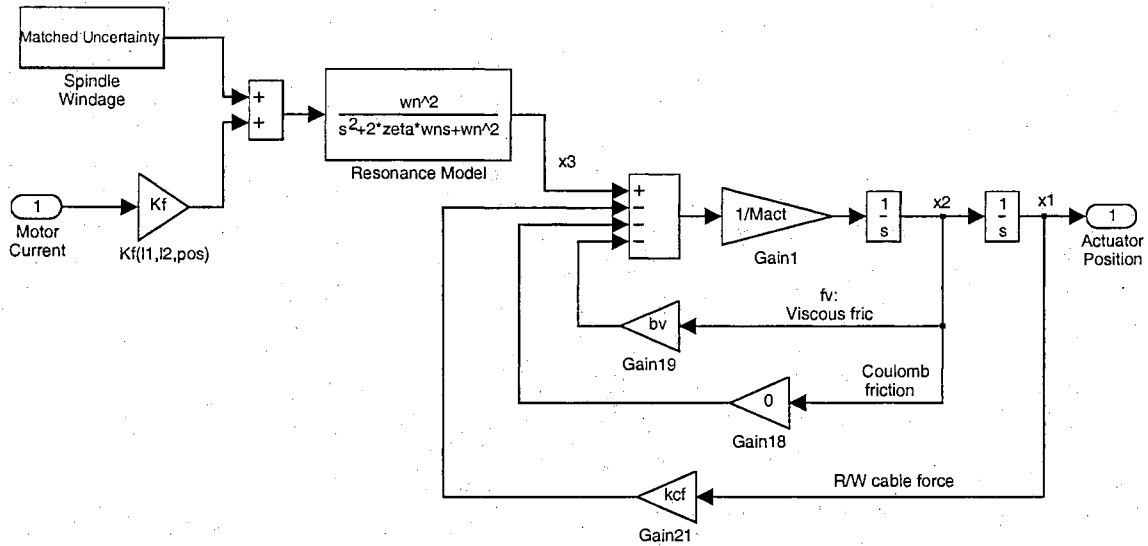 Matched Uncertainty
Spindle
Windage
+
+
wn^2
s^2+2*zeta*wns+wn^2
Resonance Model
x3
1
Motor
Current
Kf
Kf(I1,I2,pos)
+
−
−
−
1/Mact
Gain1
1
s
x2
1
s
x1
1
Actuator
Position
fv:
Viscous fric
bv
Gain19
Coulomb
friction
0
Gain18
R/W cable force
kcf
Gain21